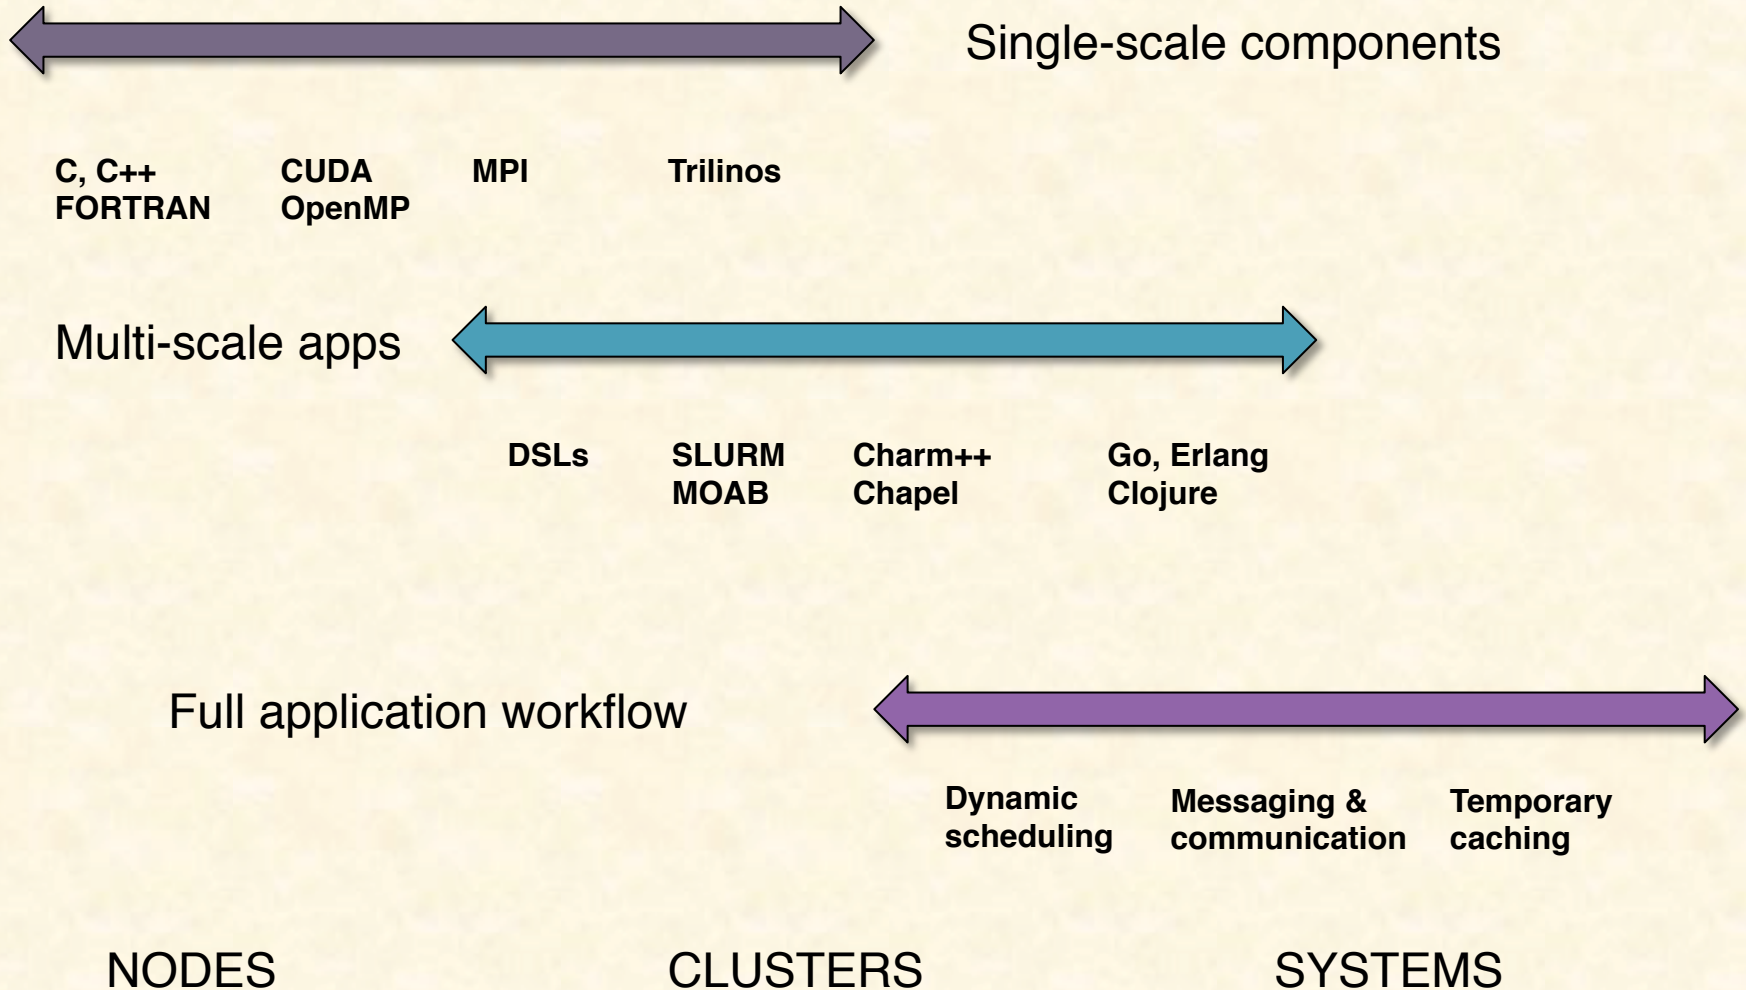 Single-scale components
C, C++
FORTRAN
CUDA
OpenMP
MPI
Trilinos
Multi-scale apps
DSLs
SLURM
MOAB
Charm++
Chapel
Go, Erlang
Clojure
Full application workflow
Dynamic
scheduling
Messaging &
communication
Temporary
caching
NODES
CLUSTERS
SYSTEMS